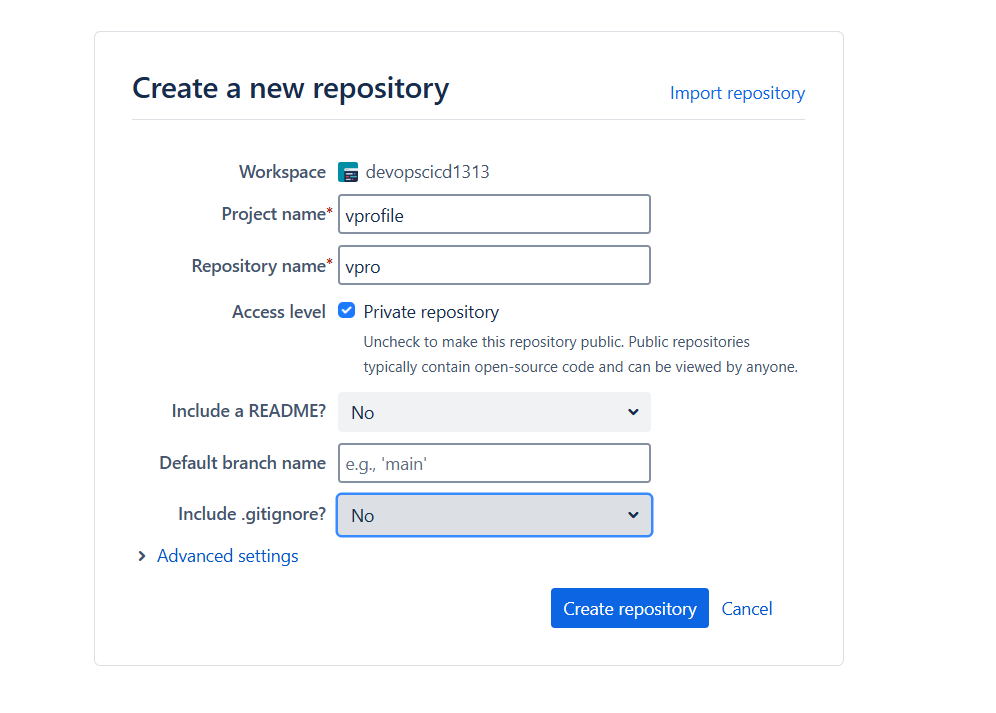 Create a new repository
Import repository
Workspace devopscicd1313
Project name* vprofile
Repository name* vpro
Access level Private repository
Uncheck to make this repository public. Public repositories
typically contain open-source code and can be viewed by anyone.
Include a README? No
Default branch name e.g., 'main'
Include .gitignore? No
Advanced settings
Create repository Cancel